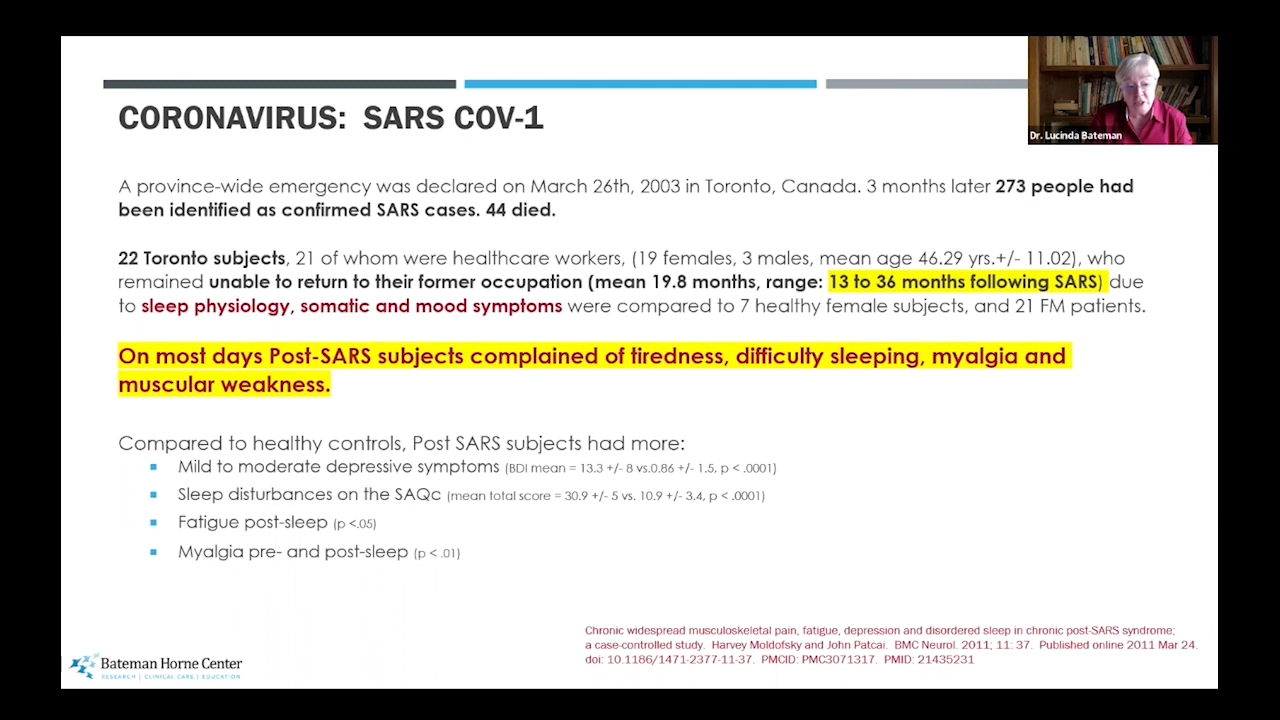 CORONAVIRUS: SARS COV-1
Dr. Lucinda Bateman
A province-wide emergency was declared on March 26th, 2003 in Toronto, Canada. 3 months later 273 people had
been identified as confirmed SARS cases. 44 died.
22 Toronto subjects, 21 of whom were healthcare workers, (19 females, 3 males, mean age 46.29 yrs.+/- 11.02), who
remained unable to return to their former occupation (mean 19.8 months, range: 13 to 36 months following SARS) due
to sleep physiology, somatic and mood symptoms were compared to 7 healthy female subjects, and 21 FM patients.
On most days Post-SARS subjects complained of tiredness, difficulty sleeping, myalgia and
muscular weakness.
Compared to healthy controls, Post SARS subjects had more:
▪ Mild to moderate depressive symptoms (BDI mean = 13.3 +/- 8 vs.0.86 +/- 1.5, p < .0001)
▪ Sleep disturbances on the SAQc (mean total score = 30.9 +/- 5 vs. 10.9 +/- 3.4, p < .0001)
▪ Fatigue post-sleep (p <.05)
▪ Myalgia pre- and post-sleep (p < .01)
Chronic widespread musculoskeletal pain, fatigue, depression and disordered sleep in chronic post-SARS syndrome;
a case-controlled study. Harvey Moldofsky and John Patcai. BMC Neurol. 2011; 11: 37. Published online 2011 Mar 24.
doi: 10.1186/1471-2377-11-37. PMCID: PMC3071317. PMID: 21435231
Bateman Horne Center
RESEARCH | CLINICAL CARE | EDUCATION